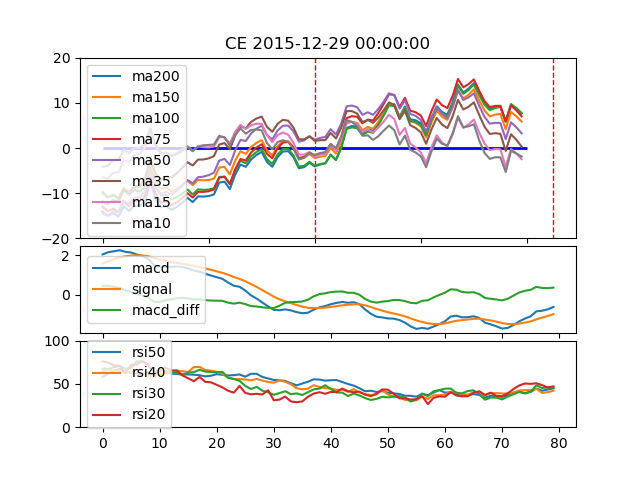 CE 2015-12-29 00:00:00
20
10
0
−10
−20
ma200
ma150
ma100
ma75
ma50
ma35
ma15
ma10
2
0
macd
signal
macd_diff
100
50
0
rsi50
rsi40
rsi30
rsi20
0 10 20 30 40 50 60 70 80